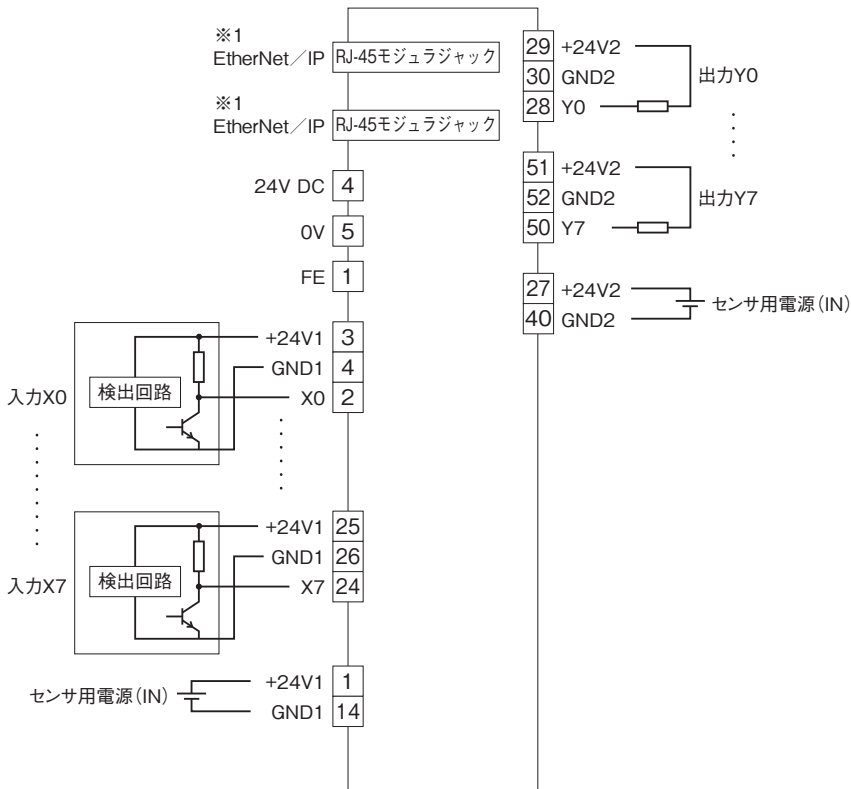 ※1
EtherNet／IP RJ-45モジュラジャック
※1
EtherNet／IP RJ-45モジュラジャック
24V DC 4
0V 5
FE 1
+24V1 3
GND1 4
X0 2
入力X0
検出回路
+24V1 25
GND1 26
X7 24
入力X7
検出回路
センサ用電源（IN）
+24V1 1
GND1 14
29 +24V2
30 GND2
28 Y0
出力Y0
51 +24V2
52 GND2
50 Y7
出力Y7
27 +24V2
40 GND2
センサ用電源（IN）